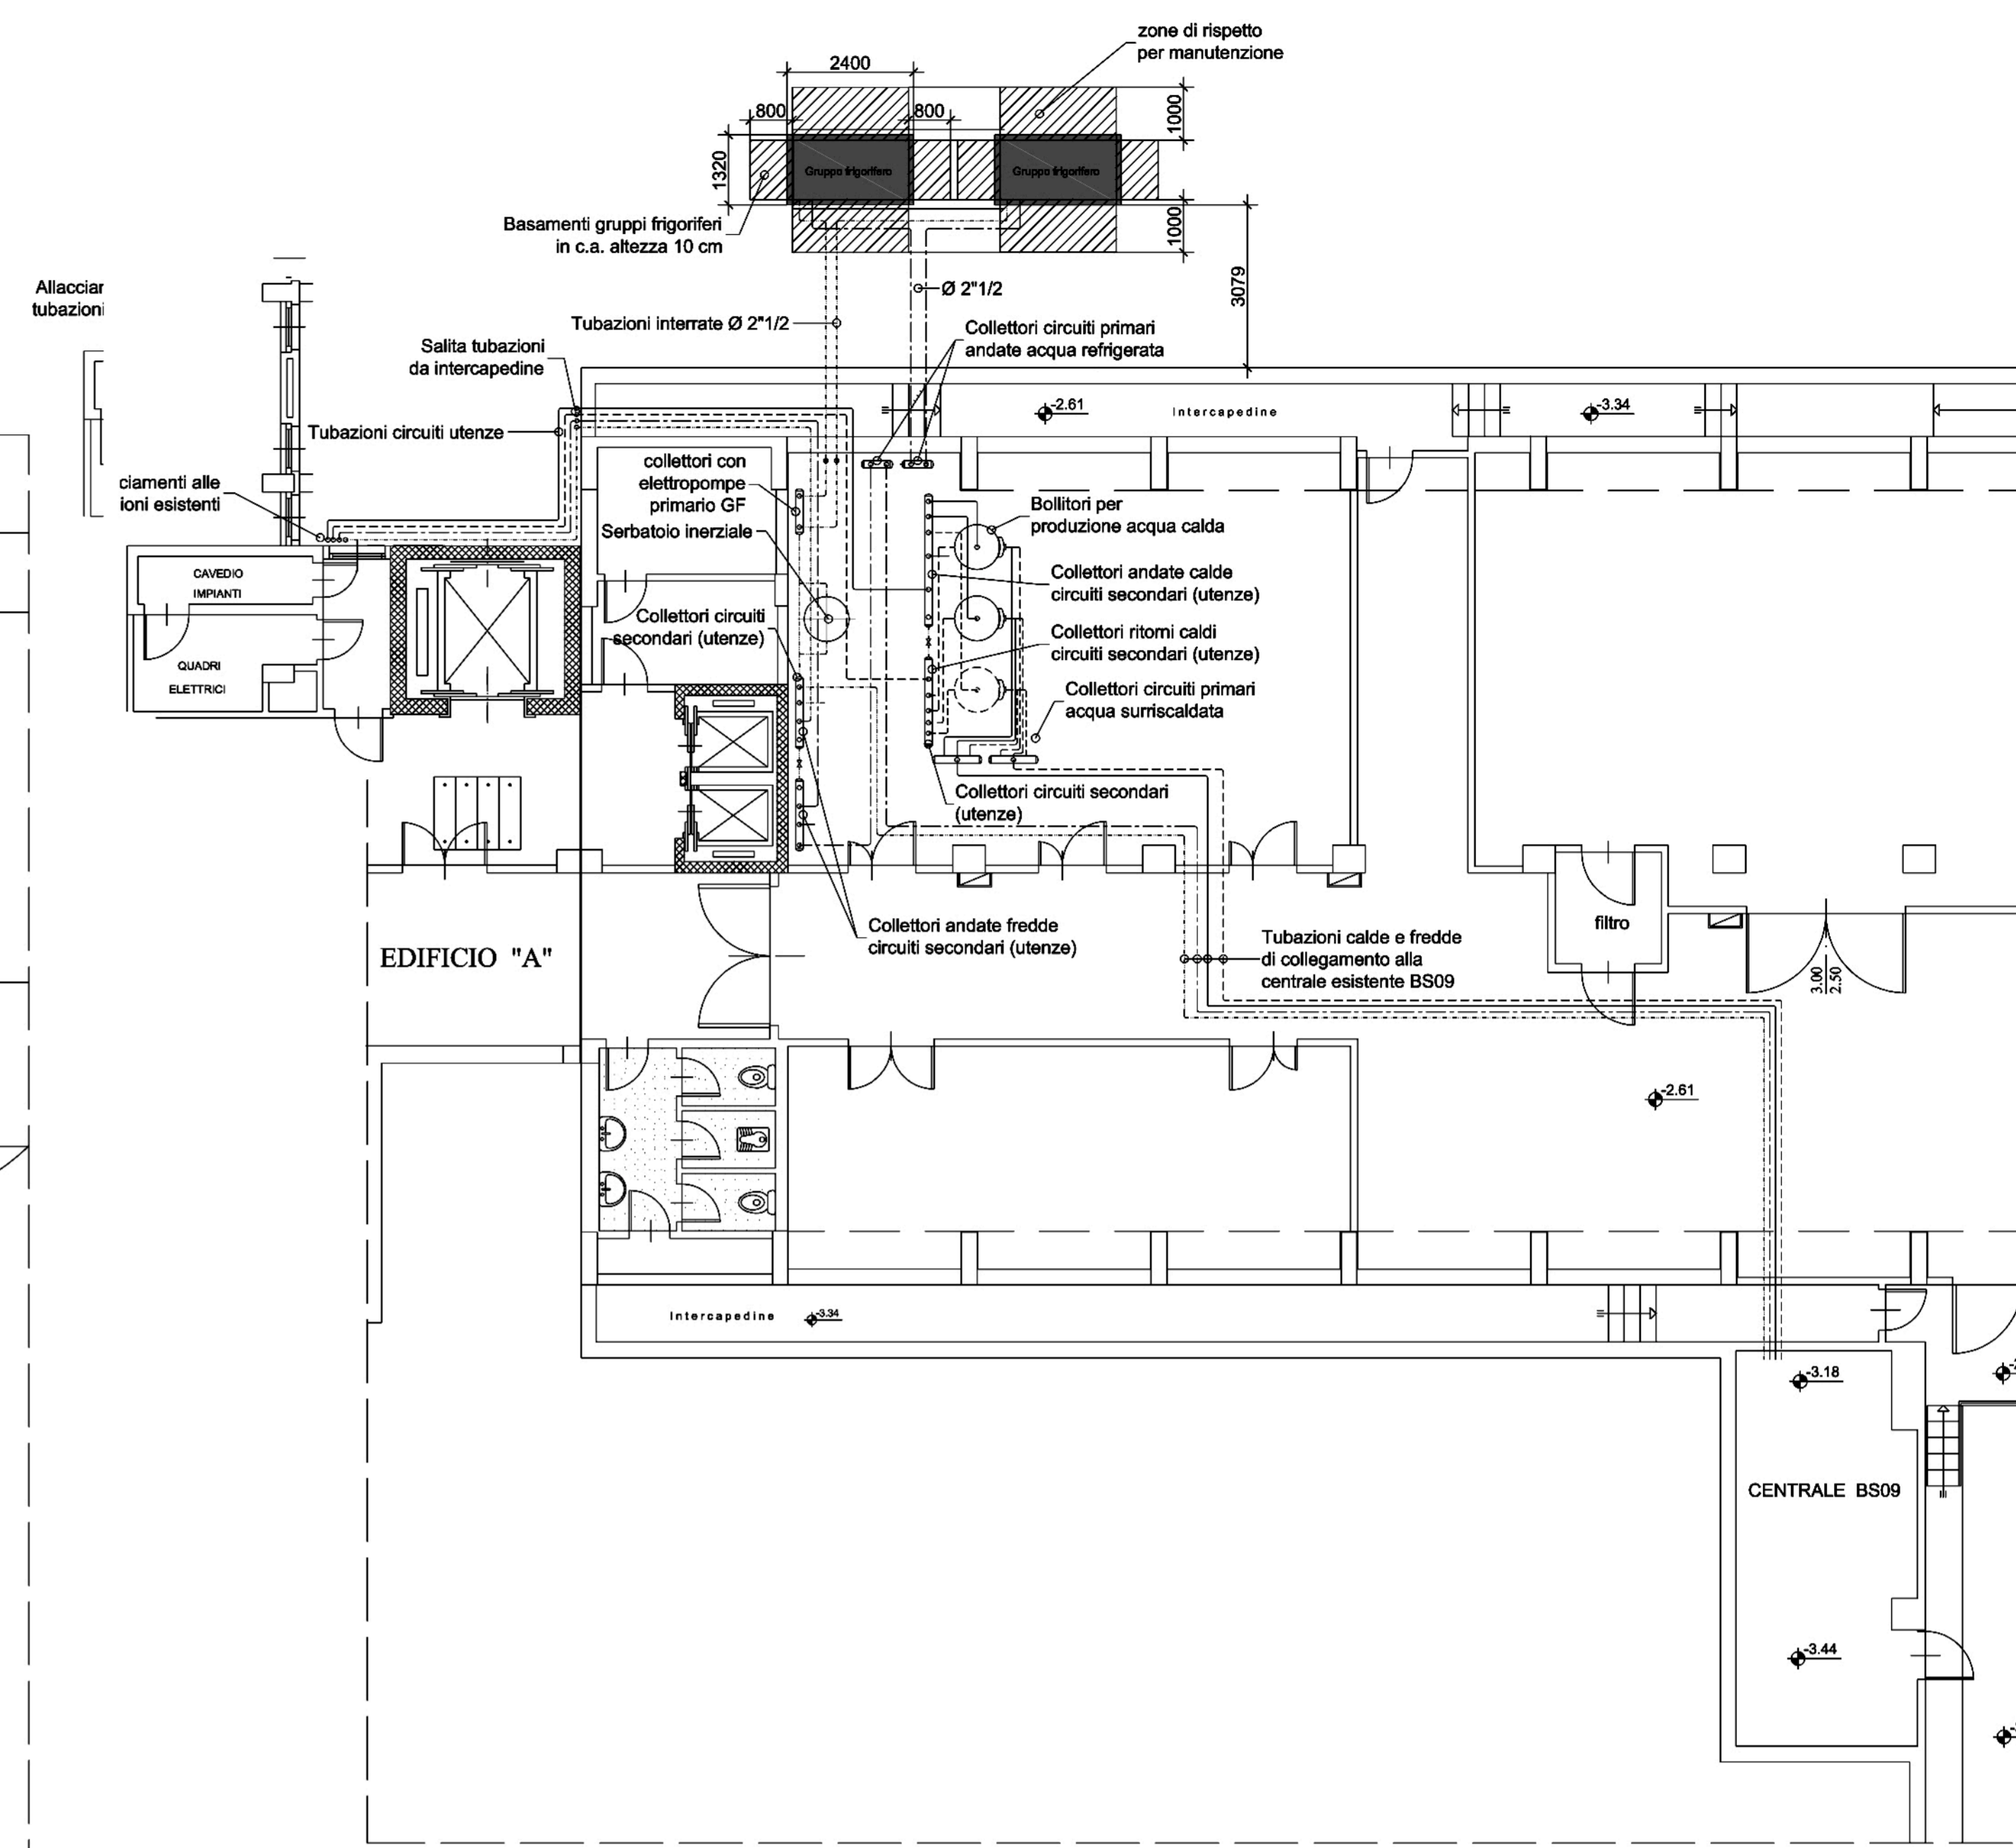 zone di rispetto
per manutenzione
2400
800
800
1000
1320
Gruppo frigorifero
Gruppo frigorifero
Basamenti gruppi frigoriferi
in c.a. altezza 10 cm
1000
3079
Allacciar
tubazioni
Ø 2"1/2
Tubazioni interrate Ø 2"1/2
Collettori circuiti primari
andate acqua refrigerata
Salita tubazioni
da intercapedine
-2.61
Intercapedine
-3.34
Tubazioni circuiti utenze
collettori con
elettropompe
primario GF
ciamenti alle
ioni esistenti
Serbatoio inerziale
Bollitori per
produzione acqua calda
CAVEDIO
IMPIANTI
Collettori andate calde
circuiti secondari (utenze)
Collettori circuiti
secondari (utenze)
Collettori ritorni caldi
circuiti secondari (utenze)
QUADRI
ELETTRICI
Collettori circuiti primari
acqua surriscaldata
Collettori circuiti secondari
(utenze)
Collettori andate fredde
circuiti secondari (utenze)
filtro
EDIFICIO "A"
Tubazioni calde e fredde
di collegamento alla
centrale esistente BS09
3.00
2.50
-2.61
Intercapedine
-3.34
-3.18
CENTRALE BS09
-3.44